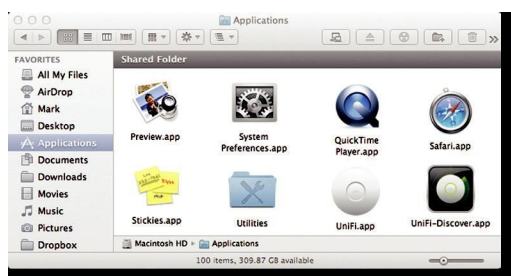 Applications
FAVORITES
All My Files
AirDrop
Mark
Desktop
Applications
Documents
Downloads
Movies
Music
Pictures
Dropbox
Shared Folder
Preview.app
System
Preferences.app
QuickTime
Player.app
Safari.app
Stickies.app
Utilities
UniFi.app
UniFi-Discover.app
Macintosh HD ▸ Applications
100 items, 309.87 GB available